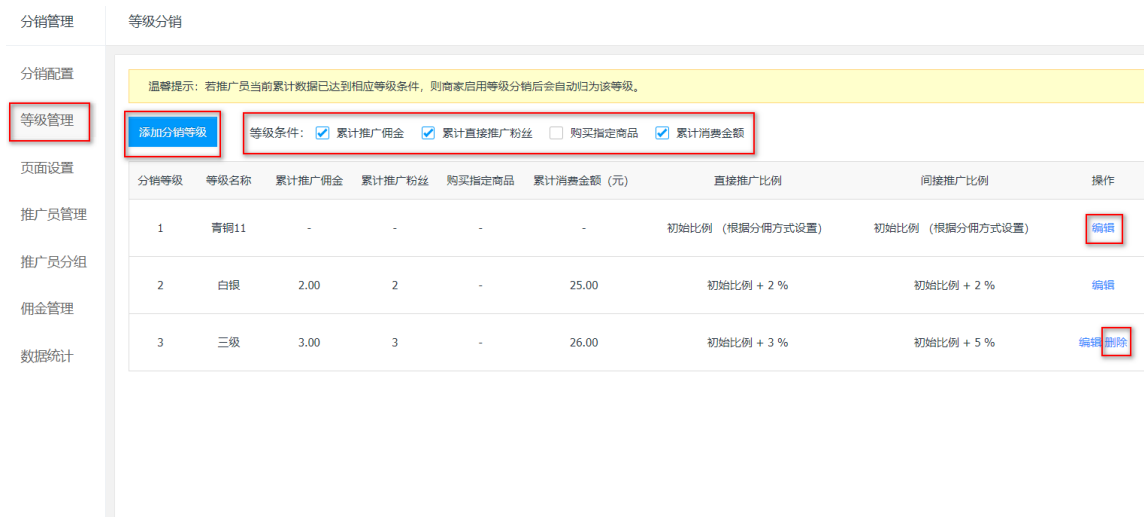 分销管理
等级分销
分销配置
等级管理
页面设置
推广员管理
推广员分组
佣金管理
数据统计
温馨提示：若推广员当前累计数据已达到相应等级条件，则商家启用等级分销后会自动归为该等级。
添加分销等级 等级条件： 累计推广佣金 累计直接推广粉丝 购买指定商品 累计消费金额
分销等级 等级名称 累计推广佣金 累计推广粉丝 购买指定商品 累计消费金额（元） 直接推广比例 间接推广比例 操作
1 青铜11 - - - - 初始比例 （根据分佣方式设置） 初始比例 （根据分佣方式设置） 编辑
2 白银 2.00 2 - 25.00 初始比例 + 2 % 初始比例 + 2 % 编辑
3 三级 3.00 3 - 26.00 初始比例 + 3 % 初始比例 + 5 % 编辑 删除